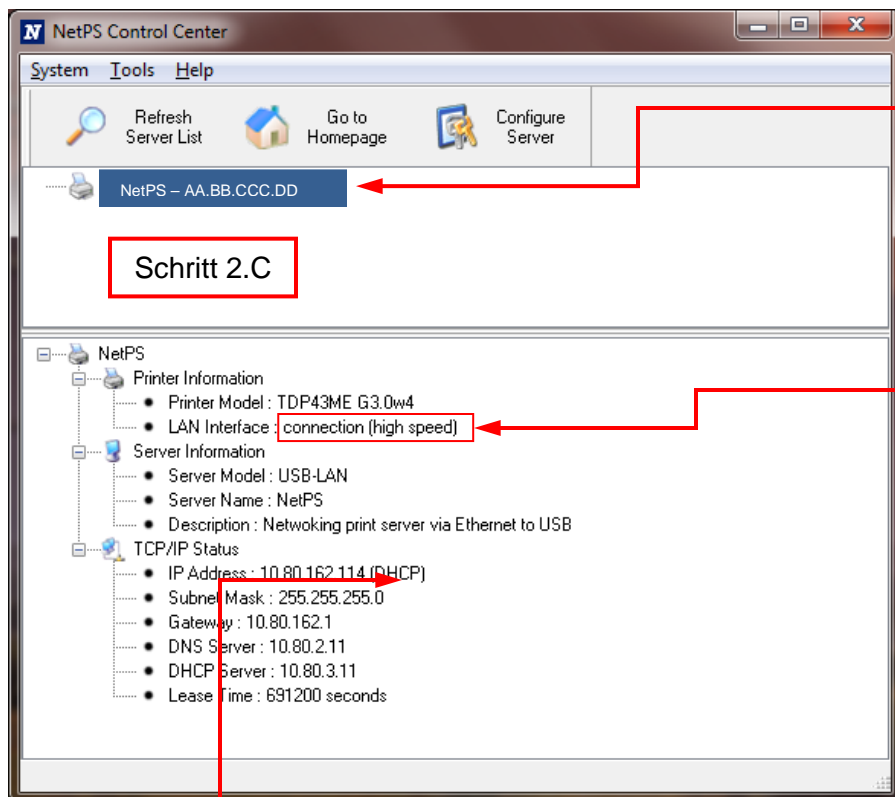 NetPS Control Center
System Tools Help
Refresh
Server List
Go to
Homepage
Configure
Server
NetPS – AA.BB.CCC.DD
Schritt 2.C
NetPS
Printer Information
Printer Model : TDP43ME G3.0w4
LAN Interface : connection (high speed)
Server Information
Server Model : USB-LAN
Server Name : NetPS
Description : Netwoking print server via Ethernet to USB
TCP/IP Status
IP Address : 10.80.162.114 (DHCP)
Subnet Mask : 255.255.255.0
Gateway : 10.80.162.1
DNS Server : 10.80.2.11
DHCP Server : 10.80.3.11
Lease Time : 691200 seconds